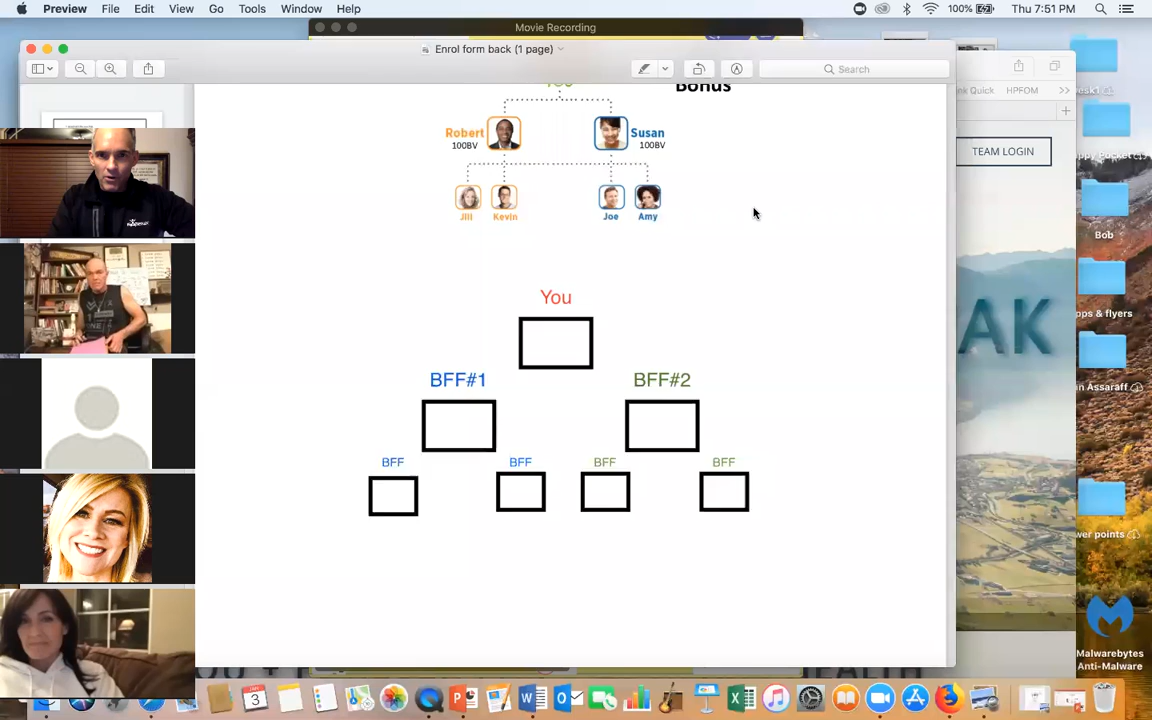 Preview File Edit View Go Tools Window Help 100% Thu 7:51 PM
Movie Recording
Enrol form back (1 page)
Search
HPFOM
TEAM LOGIN
You
Bonus
Robert
100BV
Susan
100BV
Jill Kevin Joe Amy
You
BFF#1 BFF#2
BFF BFF BFF BFF
Bob
Malwarebytes
Anti-Malware